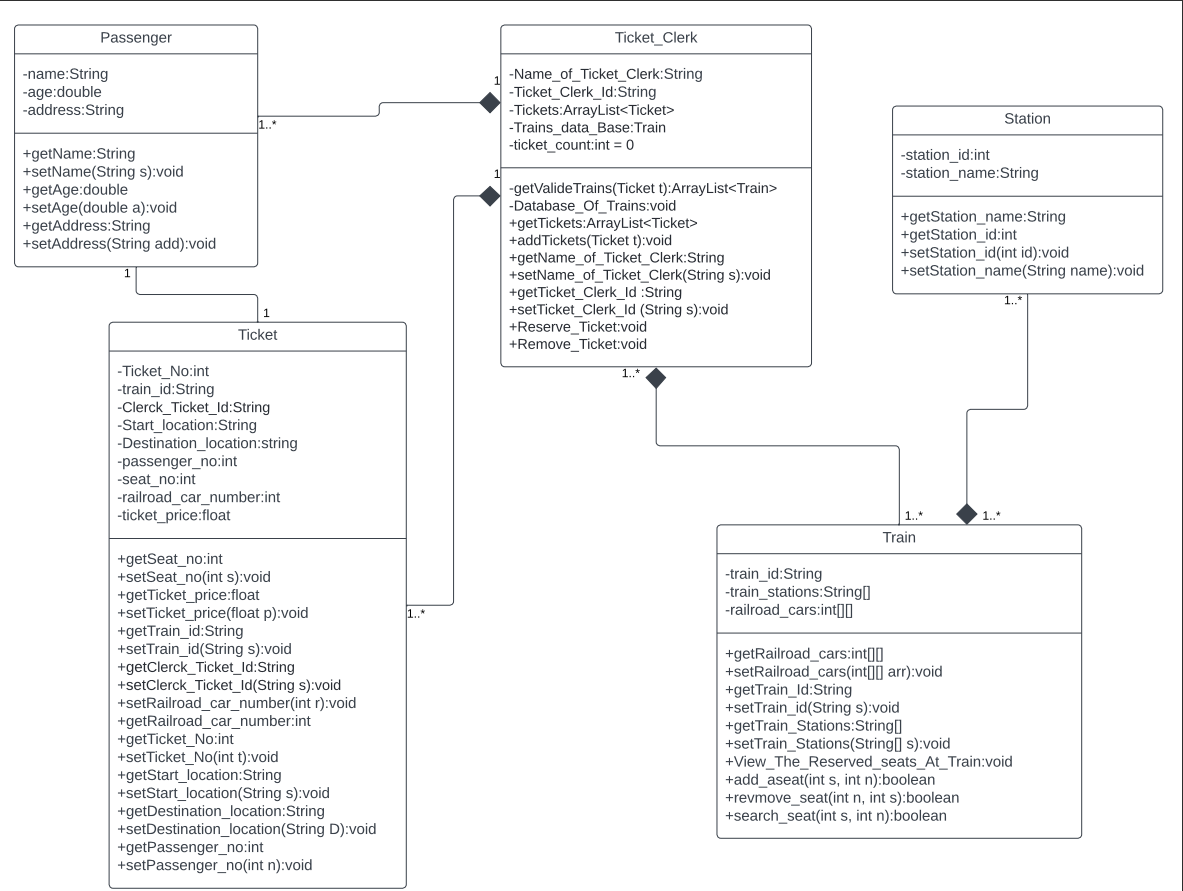 Passenger
-name:String
-age:double
-address:String
+getName:String
+setName(String s):void
+getAge:double
+setAge(double a):void
+getAddress:String
+setAddress(String add):void
1..*
1
1
1
Ticket_Clerk
-Name_of_Ticket_Clerk:String
-Ticket_Clerk_Id:String
-Tickets:ArrayList<Ticket>
-Trains_data_Base:Train
-ticket_count:int = 0
-getValideTrains(Ticket t):ArrayList<Train>
-Database_Of_Trains:void
+getTickets:ArrayList<Ticket>
+addTickets(Ticket t):void
+getName_of_Ticket_Clerk:String
+setName_of_Ticket_Clerk(String s):void
+getTicket_Clerk_Id :String
+setTicket_Clerk_Id (String s):void
+Reserve_Ticket:void
+Remove_Ticket:void
1
1..*
Station
-station_id:int
-station_name:String
+getStation_name:String
+getStation_id:int
+setStation_id(int id):void
+setStation_name(String name):void
1..*
Ticket
-Ticket_No:int
-train_id:String
-Clerck_Ticket_Id:String
-Start_location:String
-Destination_location:string
-passenger_no:int
-seat_no:int
-railroad_car_number:int
-ticket_price:float
+getSeat_no:int
+setSeat_no(int s):void
+getTicket_price:float
+setTicket_price(float p):void
+getTrain_id:String
+setTrain_id(String s):void
+getClerck_Ticket_Id:String
+setClerck_Ticket_Id(String s):void
+setRailroad_car_number(int r):void
+getRailroad_car_number:int
+getTicket_No:int
+setTicket_No(int t):void
+getStart_location:String
+setStart_location(String s):void
+getDestination_location:String
+setDestination_location(String D):void
+getPassenger_no:int
+setPassenger_no(int n):void
1..*
1..*
1..*
Train
-train_id:String
-train_stations:String[]
-railroad_cars:int[][]
+getRailroad_cars:int[][]
+setRailroad_cars(int[][] arr):void
+getTrain_Id:String
+setTrain_id(String s):void
+getTrain_Stations:String[]
+setTrain_Stations(String[] s):void
+View_The_Reserved_seats_At_Train:void
+add_aseat(int s, int n):boolean
+revmove_seat(int n, int s):boolean
+search_seat(int s, int n):boolean